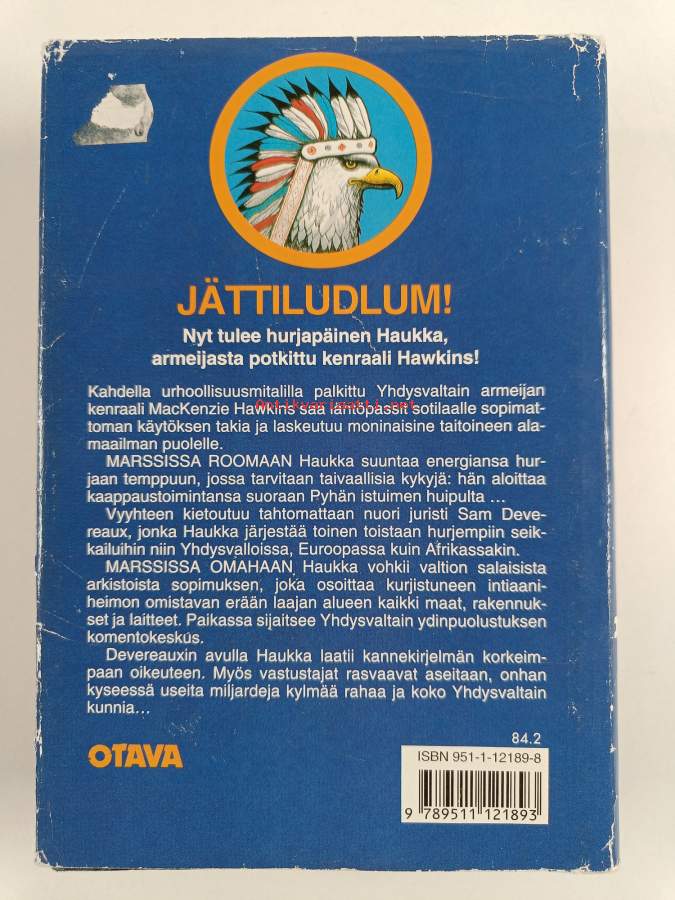 JÄTTILUDLUM!
Nyt tulee hurjapäinen Haukka,
armeijasta potkittu kenraali Hawkins!
Kahdella urhoollisuusmitalilla palkittu Yhdysvaltain armeijan
kenraali MacKenzie Hawkins saa lähtöpassit sotilaalle sopimat-
toman käytöksen takia ja laskeutuu moninaisine taitoineen ala-
maailman puolelle.
Antikvariaatti.net
MARSSISSA ROOMAAN Haukka suuntaa energiansa hur-
jaan temppuun, jossa tarvitaan taivaallisia kykyjä: hän aloittaa
kaappaustoimintansa suoraan Pyhän istuimen huipulta ...
Vyyhteen kietoutuu tahtomattaan nuori juristi Sam Deve-
reaux, jonka Haukka järjestää toinen toistaan hurjempiin seik-
kailuihin niin Yhdysvalloissa, Euroopassa kuin Afrikassakin.
MARSSISSA OMAHAAN Haukka vohkii valtion salaisista
arkistoista sopimuksen, joka osoittaa kurjistuneen intiaani-
heimon omistavan erään laajan alueen kaikki maat, rakennuk-
set ja laitteet. Paikassa sijaitsee Yhdysvaltain ydinpuolustuksen
komentokeskus.
Devereauxin avulla Haukka laatii kannekirjelmän korkeim-
paan oikeuteen. Myös vastustajat rasvaavat aseitaan, onhan
kyseessä useita miljardeja kylmää rahaa ja koko Yhdysvaltain
kunnia...
84.2
OTAVA
ISBN 951-1-12189-8
9 789511 121893